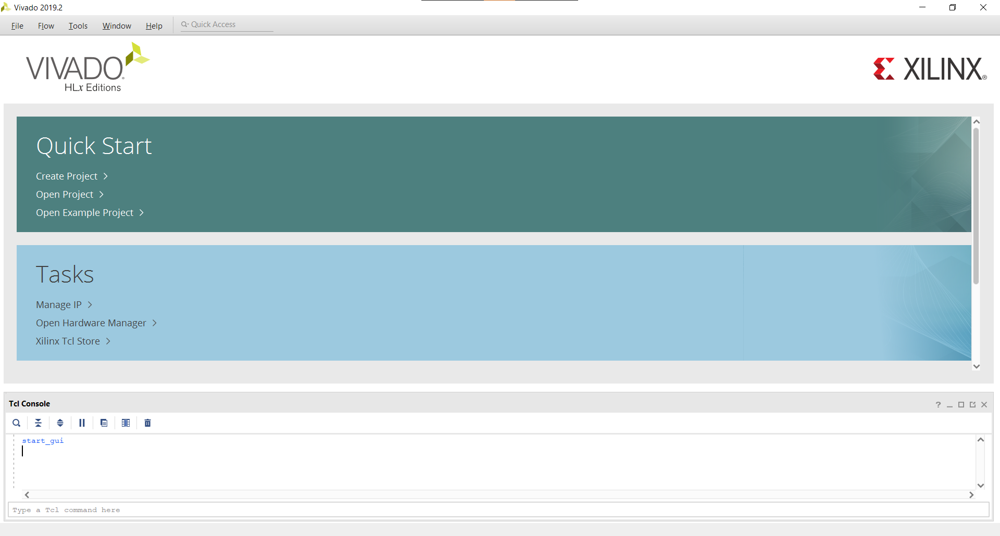 Vivado 2019.2
File Flow Tools Window Help Quick Access
VIVADO®
HLx Editions
XILINX®
Quick Start
Create Project >
Open Project >
Open Example Project >
Tasks
Manage IP >
Open Hardware Manager >
Xilinx Tcl Store >
Tcl Console
start_gui
Type a Tcl command here